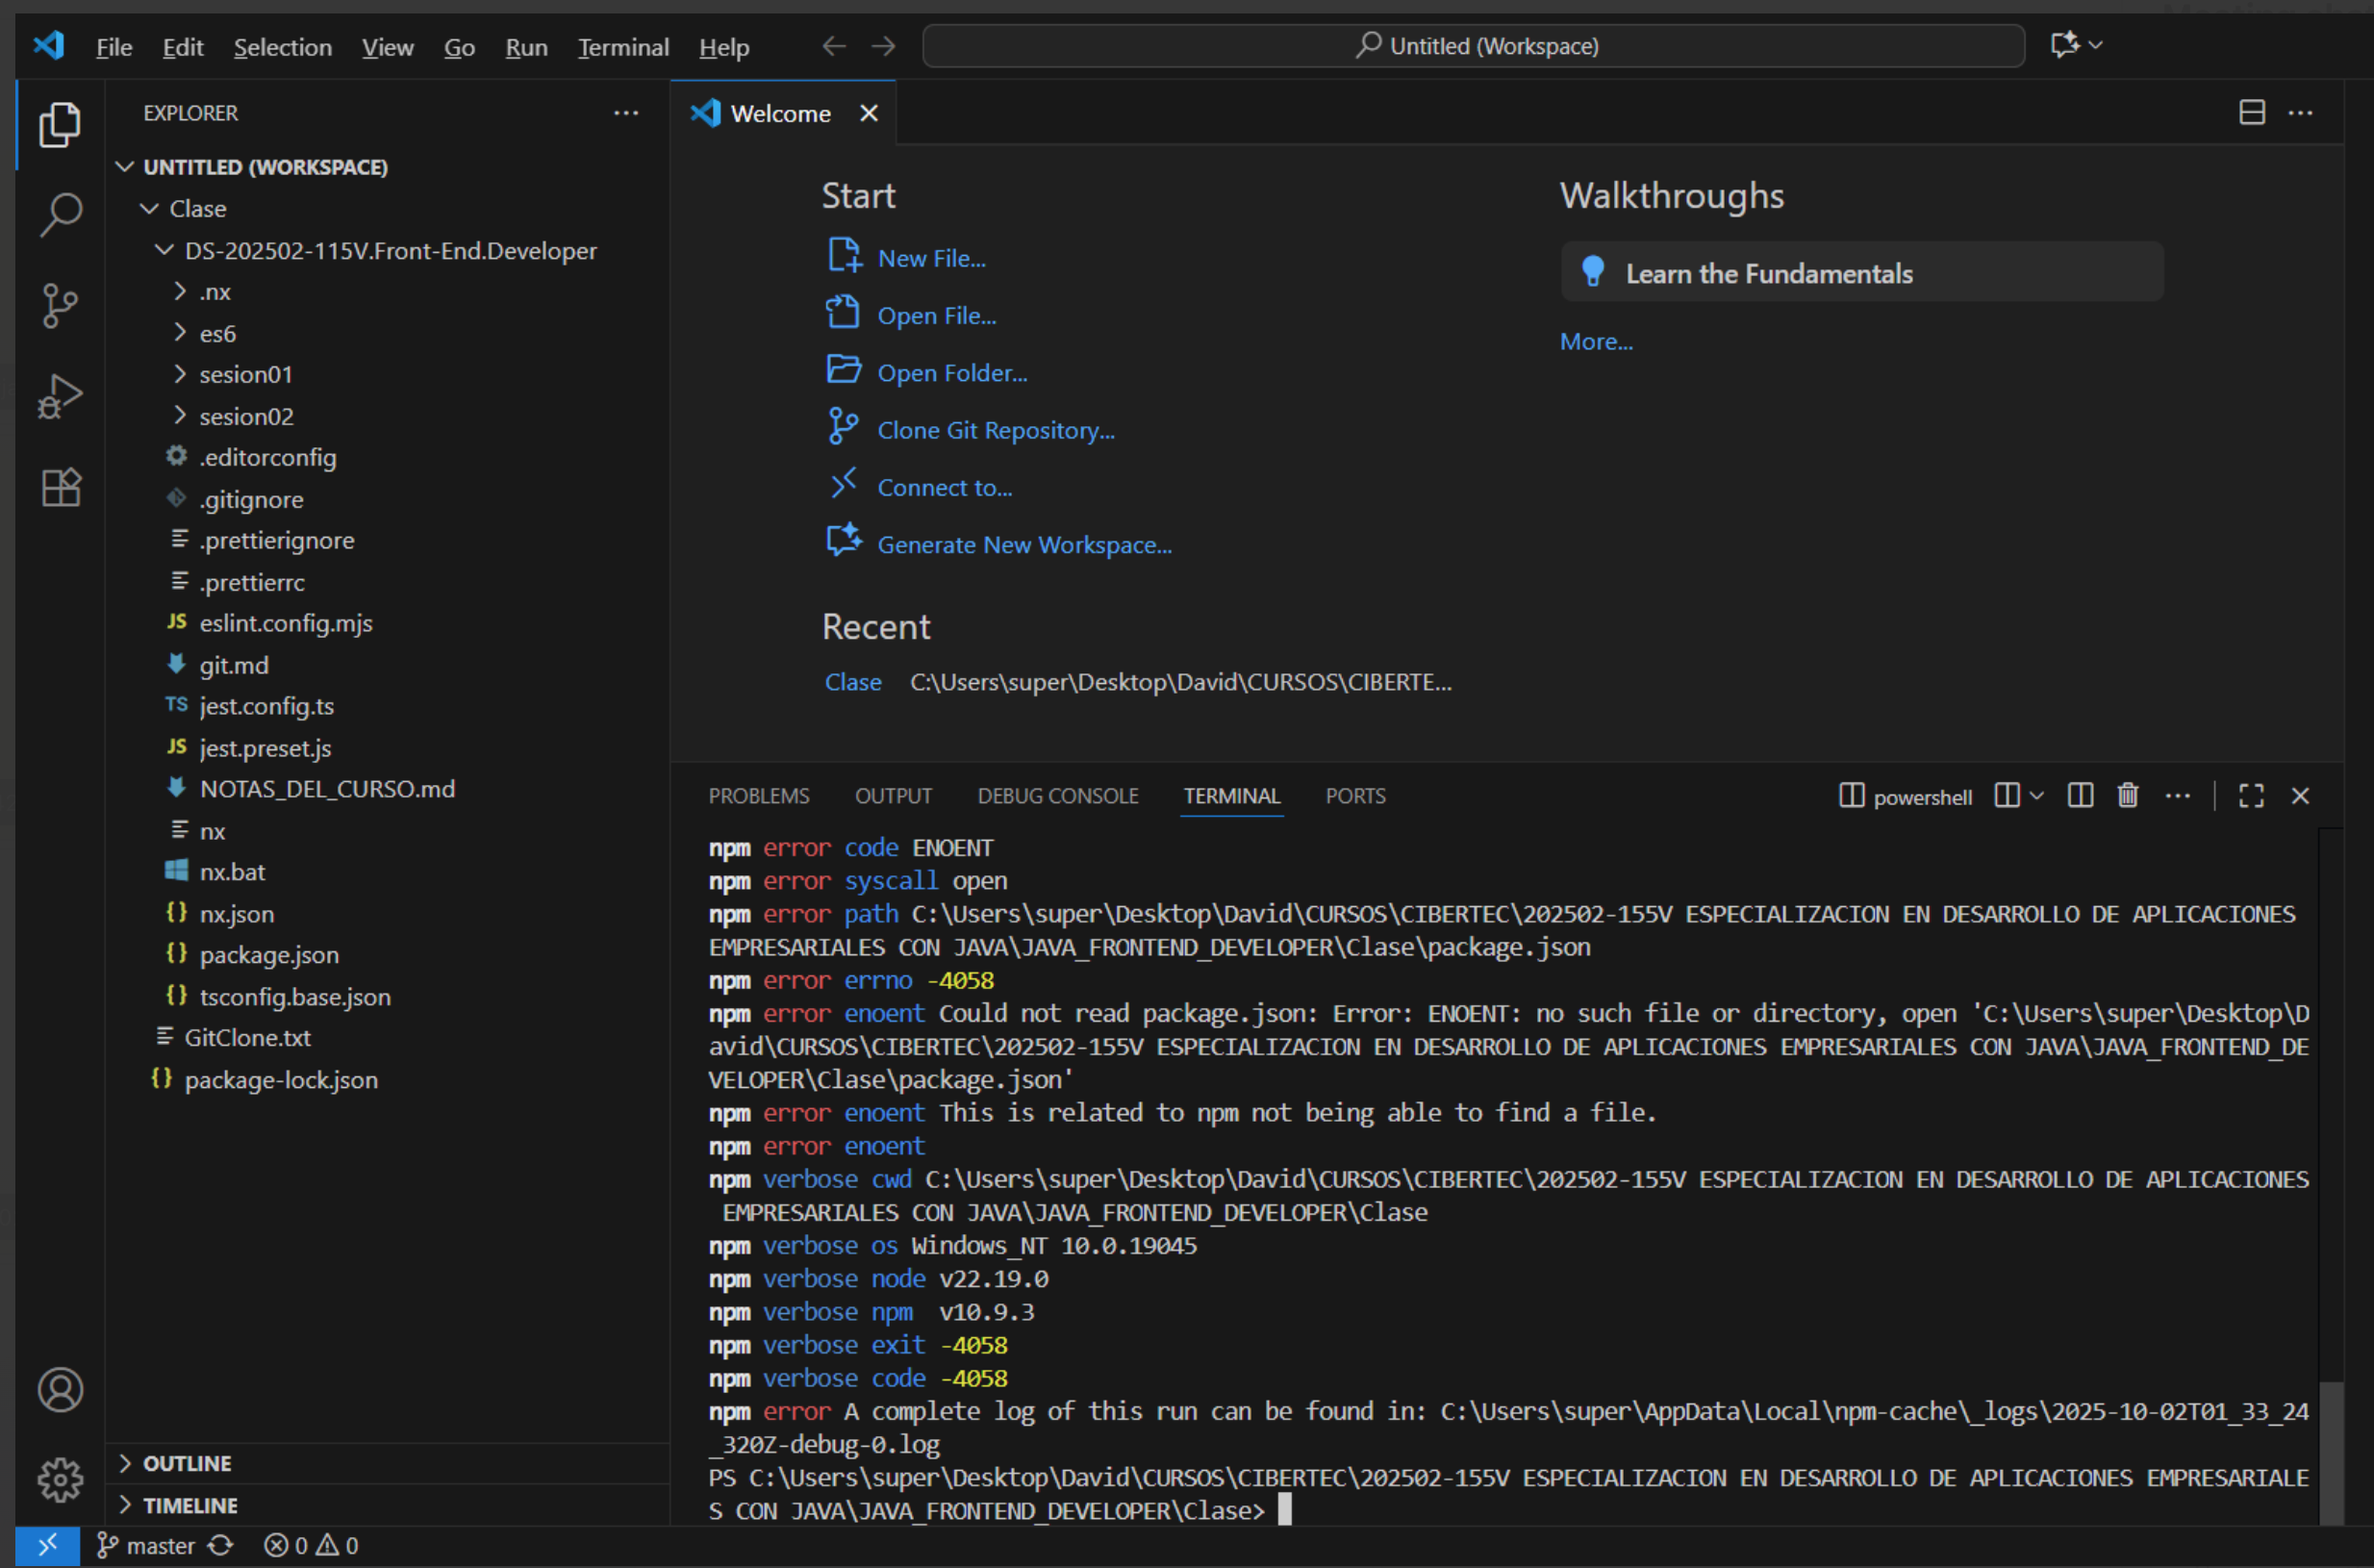 File Edit Selection View Go Run Terminal Help
Untitled (Workspace)
EXPLORER
UNTITLED (WORKSPACE)
Clase
DS-202502-115V.Front-End.Developer
.nx
es6
sesion01
sesion02
.editorconfig
.gitignore
.prettierignore
.prettierrc
JS eslint.config.mjs
git.md
TS jest.config.ts
JS jest.preset.js
NOTAS_DEL_CURSO.md
nx
nx.bat
{} nx.json
{} package.json
{} tsconfig.base.json
GitClone.txt
{} package-lock.json
OUTLINE
TIMELINE
Welcome
Start
New File...
Open File...
Open Folder...
Clone Git Repository...
Connect to...
Generate New Workspace...
Recent
Clase C:\Users\super\Desktop\David\CURSOS\CIBERTE...
Walkthroughs
Learn the Fundamentals
More...
PROBLEMS OUTPUT DEBUG CONSOLE TERMINAL PORTS
powershell
npm error code ENOENT
npm error syscall open
npm error path C:\Users\super\Desktop\David\CURSOS\CIBERTEC\202502-155V ESPECIALIZACION EN DESARROLLO DE APLICACIONES
EMPRESARIALES CON JAVA\JAVA_FRONTEND_DEVELOPER\Clase\package.json
npm error errno -4058
npm error enoent Could not read package.json: Error: ENOENT: no such file or directory, open 'C:\Users\super\Desktop\D
avid\CURSOS\CIBERTEC\202502-155V ESPECIALIZACION EN DESARROLLO DE APLICACIONES EMPRESARIALES CON JAVA\JAVA_FRONTEND_DE
VELOPER\Clase\package.json'
npm error enoent This is related to npm not being able to find a file.
npm error enoent
npm verbose cwd C:\Users\super\Desktop\David\CURSOS\CIBERTEC\202502-155V ESPECIALIZACION EN DESARROLLO DE APLICACIONES
EMPRESARIALES CON JAVA\JAVA_FRONTEND_DEVELOPER\Clase
npm verbose os Windows_NT 10.0.19045
npm verbose node v22.19.0
npm verbose npm v10.9.3
npm verbose exit -4058
npm verbose code -4058
npm error A complete log of this run can be found in: C:\Users\super\AppData\Local\npm-cache\_logs\2025-10-02T01_33_24
_320Z-debug-0.log
PS C:\Users\super\Desktop\David\CURSOS\CIBERTEC\202502-155V ESPECIALIZACION EN DESARROLLO DE APLICACIONES EMPRESARIALE
S CON JAVA\JAVA_FRONTEND_DEVELOPER\Clase>
master 0 0